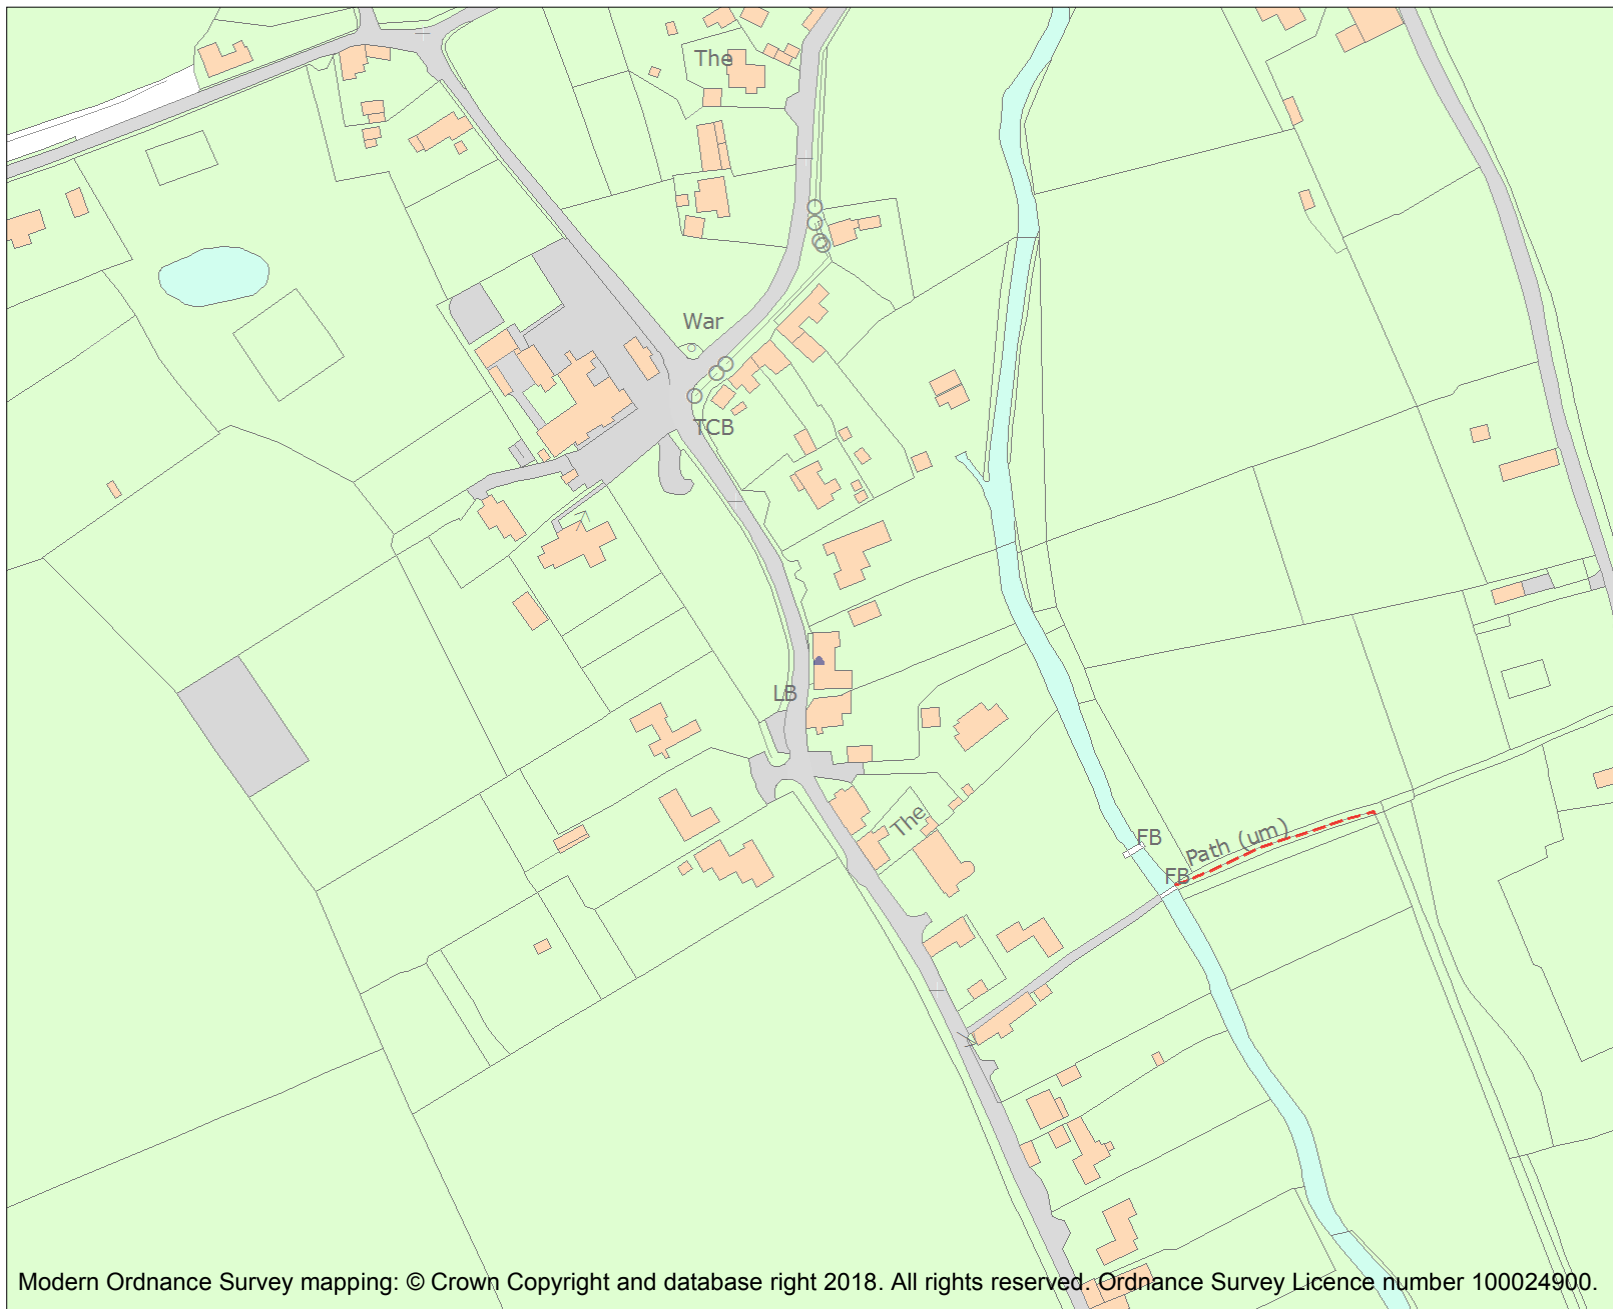 The
War
TCB
LB
The
FB
Path (um)
FB
Modern Ordnance Survey mapping: © Crown Copyright and database right 2018. All rights reserved. Ordnance Survey Licence number 100024900.